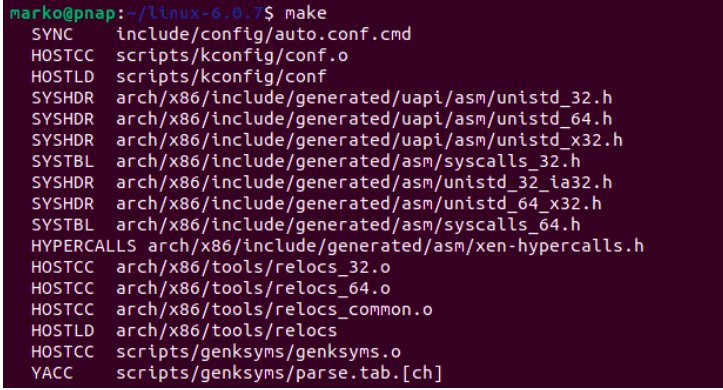 marko@pnap:~/linux-6.0.7$ make
SYNC include/config/auto.conf.cmd
HOSTCC scripts/kconfig/conf.o
HOSTLD scripts/kconfig/conf
SYSHDR arch/x86/include/generated/uapi/asm/unistd_32.h
SYSHDR arch/x86/include/generated/uapi/asm/unistd_64.h
SYSHDR arch/x86/include/generated/uapi/asm/unistd_x32.h
SYSTBL arch/x86/include/generated/asm/syscalls_32.h
SYSHDR arch/x86/include/generated/asm/unistd_32_ia32.h
SYSHDR arch/x86/include/generated/asm/unistd_64_x32.h
SYSTBL arch/x86/include/generated/asm/syscalls_64.h
HYPERCALLS arch/x86/include/generated/asm/xen-hypercalls.h
HOSTCC arch/x86/tools/relocs_32.o
HOSTCC arch/x86/tools/relocs_64.o
HOSTCC arch/x86/tools/relocs_common.o
HOSTLD arch/x86/tools/relocs
HOSTCC scripts/genksyms/genksyms.o
YACC scripts/genksyms/parse.tab.[ch]